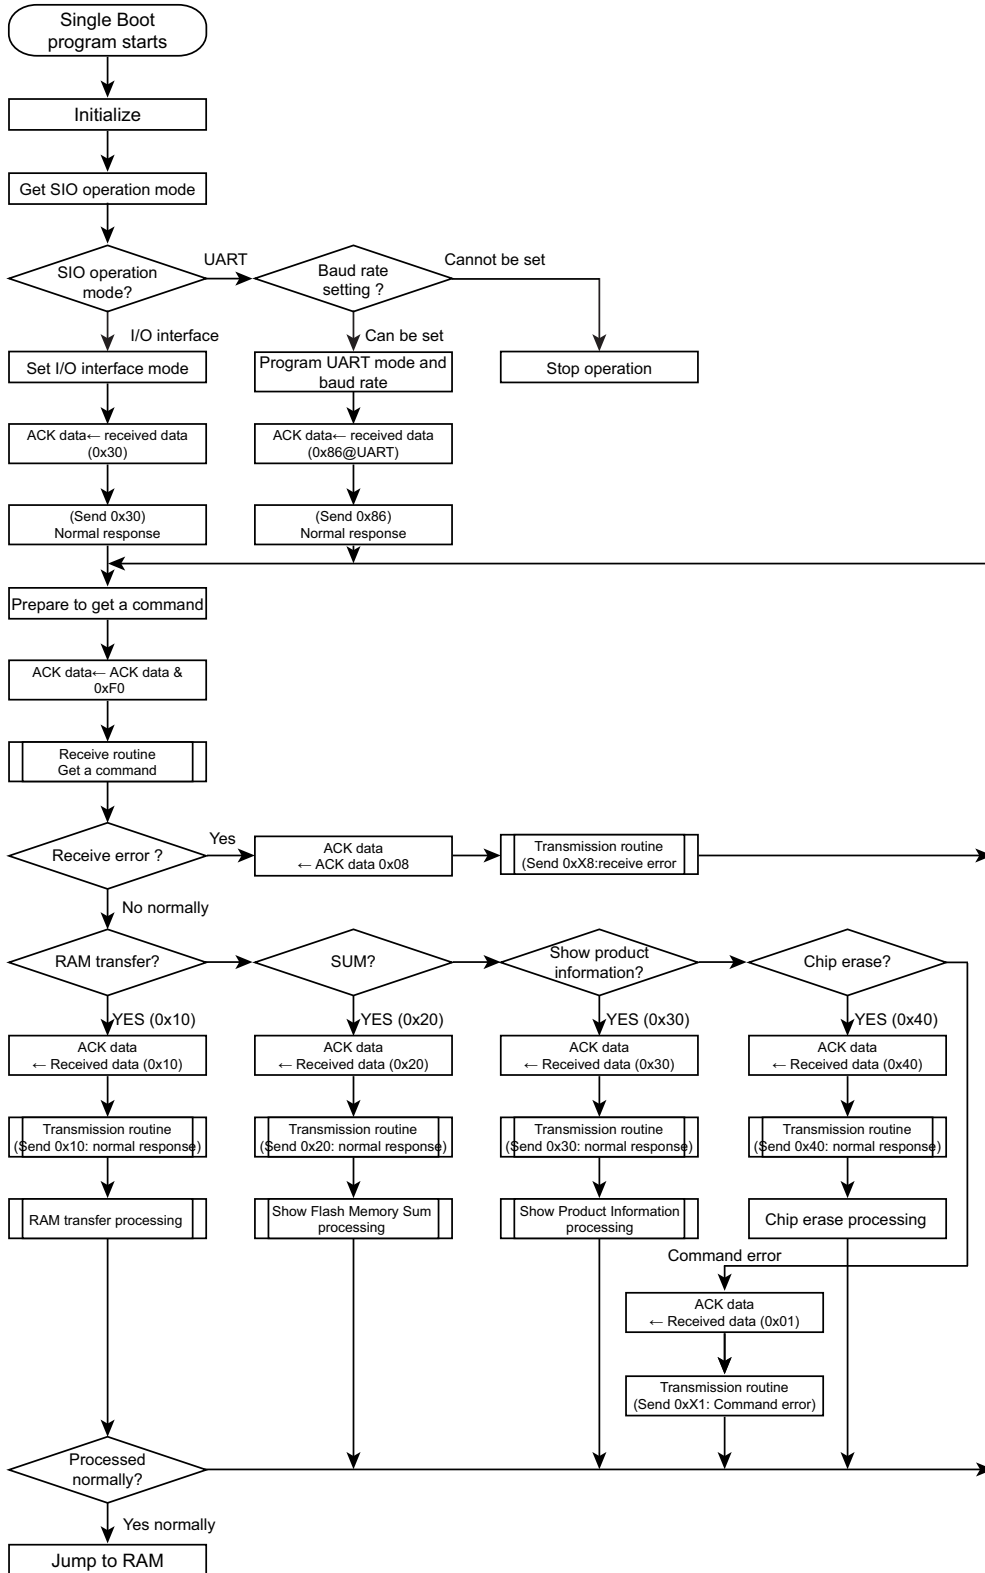 Single Boot
program starts
Initialize
Get SIO operation mode
SIO operation
mode?
UART
Baud rate
setting ?
Cannot be set
I/O interface
Can be set
Set I/O interface mode
Program UART mode and
baud rate
Stop operation
ACK data← received data
(0x30)
ACK data← received data
(0x86@UART)
(Send 0x30)
Normal response
(Send 0x86)
Normal response
Prepare to get a command
ACK data← ACK data &
0xF0
Receive routine
Get a command
Receive error ?
Yes
ACK data
← ACK data 0x08
Transmission routine
(Send 0xX8:receive error
No normally
RAM transfer?
SUM?
Show product
information?
Chip erase?
YES (0x10)
YES (0x20)
YES (0x30)
YES (0x40)
ACK data
← Received data (0x10)
ACK data
← Received data (0x20)
ACK data
← Received data (0x30)
ACK data
← Received data (0x40)
Transmission routine
(Send 0x10: normal response)
Transmission routine
(Send 0x20: normal response)
Transmission routine
(Send 0x30: normal response)
Transmission routine
(Send 0x40: normal response)
RAM transfer processing
Show Flash Memory Sum
processing
Show Product Information
processing
Chip erase processing
Command error
ACK data
← Received data (0x01)
Transmission routine
(Send 0xX1: Command error)
Processed
normally?
Yes normally
Jump to RAM